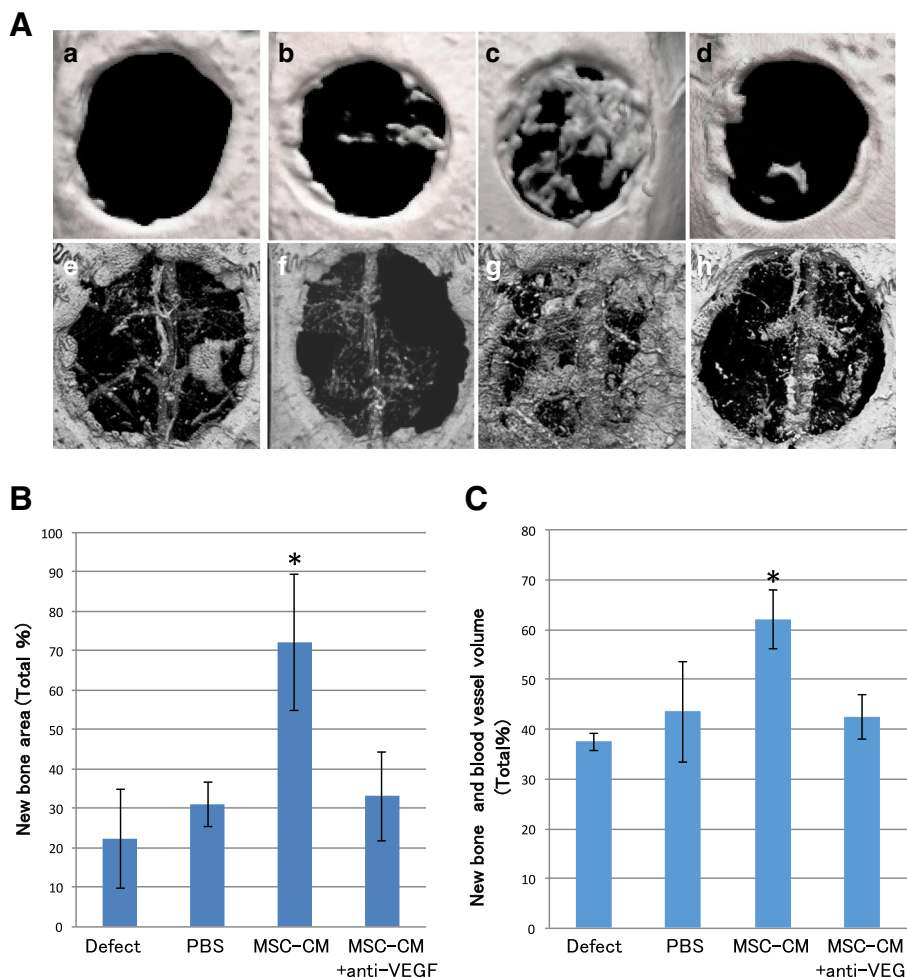 A
a
b
c
d
e
f
g
h
B
New bone area (Total %)
100
90
80
70
60
50
40
30
20
10
0
*
Defect
PBS
MSC-CM
MSC-CM
+anti-VEGF
C
New bone and blood vessel volume
(Total%)
80
70
60
50
40
30
20
10
0
*
Defect
PBS
MSC-CM
MSC-CM
+anti-VEG